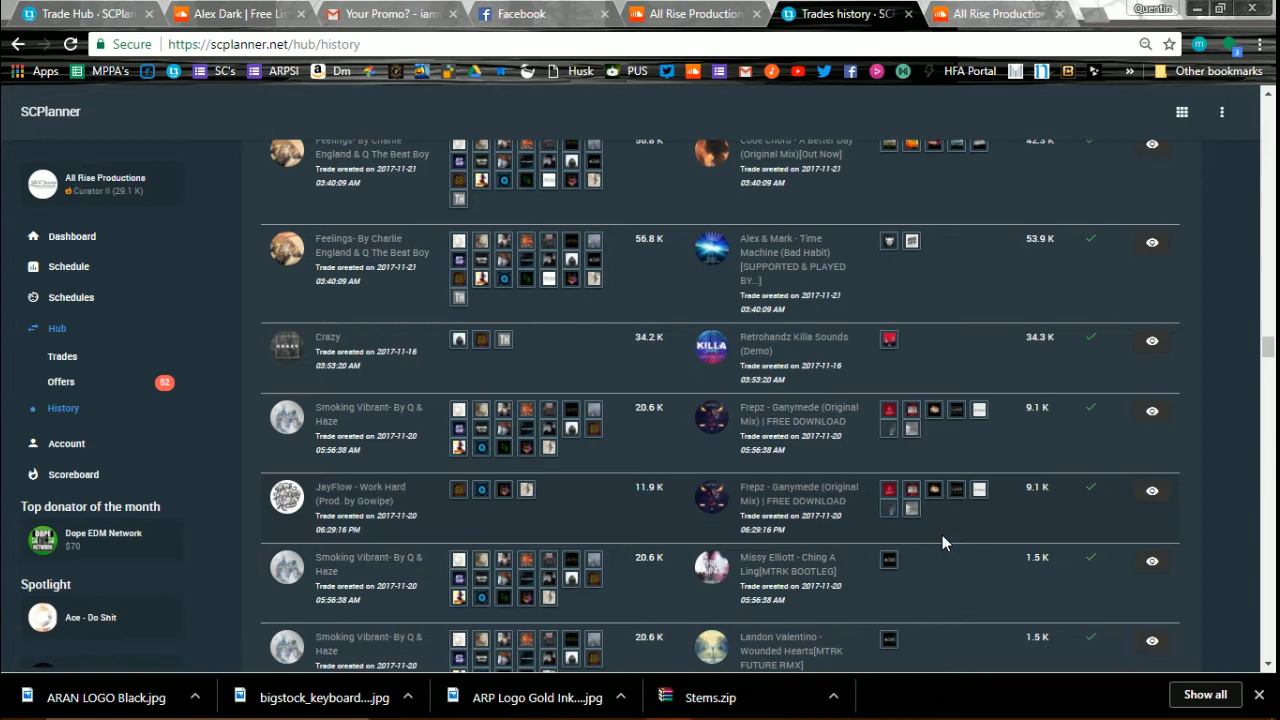 Trade Hub · SCPlan
Alex Dark | Free Lis
Your Promo? - iam
Facebook
All Rise Production
Trades history · SC
All Rise Production
Quentin
Secure
https://scplanner.net/hub/history
Apps
MPPA's
SC's
ARPSI
Dm
Husk
PUS
HFA Portal
»
Other bookmarks
3
SCPlanner
All Rise Productions
Curator II (29.1 K)
Dashboard
Schedule
Schedules
Hub
Trades
Offers
52
History
Account
Scoreboard
Top donator of the month
Dope EDM Network
$70
Spotlight
Ace - Do Shit
Feelings- By Charlie
England & Q The Beat Boy
Trade created on 2017-11-21
03:40:09 AM
56.8 K
Code Chord - A Better Day
(Original Mix)[Out Now]
Trade created on 2017-11-21
03:40:09 AM
42.3 K
Feelings- By Charlie
England & Q The Beat Boy
Trade created on 2017-11-21
03:40:09 AM
56.8 K
Alex & Mark - Time
Machine (Bad Habit)
[SUPPORTED & PLAYED
BY...]
Trade created on 2017-11-21
03:40:09 AM
53.9 K
Crazy
Trade created on 2017-11-16
03:53:20 AM
34.2 K
KILLA
Retrohandz Killa Sounds
(Demo)
Trade created on 2017-11-16
03:53:20 AM
34.3 K
Smoking Vibrant- By Q &
Haze
Trade created on 2017-11-20
05:56:38 AM
20.6 K
Frepz - Ganymede (Original
Mix) | FREE DOWNLOAD
Trade created on 2017-11-20
05:56:38 AM
9.1 K
JayFlow - Work Hard
(Prod. by Gowipe)
Trade created on 2017-11-20
06:29:16 PM
11.9 K
Frepz - Ganymede (Original
Mix) | FREE DOWNLOAD
Trade created on 2017-11-20
06:29:16 PM
9.1 K
Smoking Vibrant- By Q &
Haze
Trade created on 2017-11-20
05:56:38 AM
20.6 K
Missy Elliott - Ching A
Ling[MTRK BOOTLEG]
Trade created on 2017-11-20
05:56:38 AM
1.5 K
Smoking Vibrant- By Q &
Haze
Trade created on 2017-11-20
20.6 K
Landon Valentino -
Wounded Hearts[MTRK
FUTURE RMX]
1.5 K
ARAN LOGO Black.jpg
bigstock_keyboard....jpg
ARP Logo Gold Ink....jpg
Stems.zip
Show all